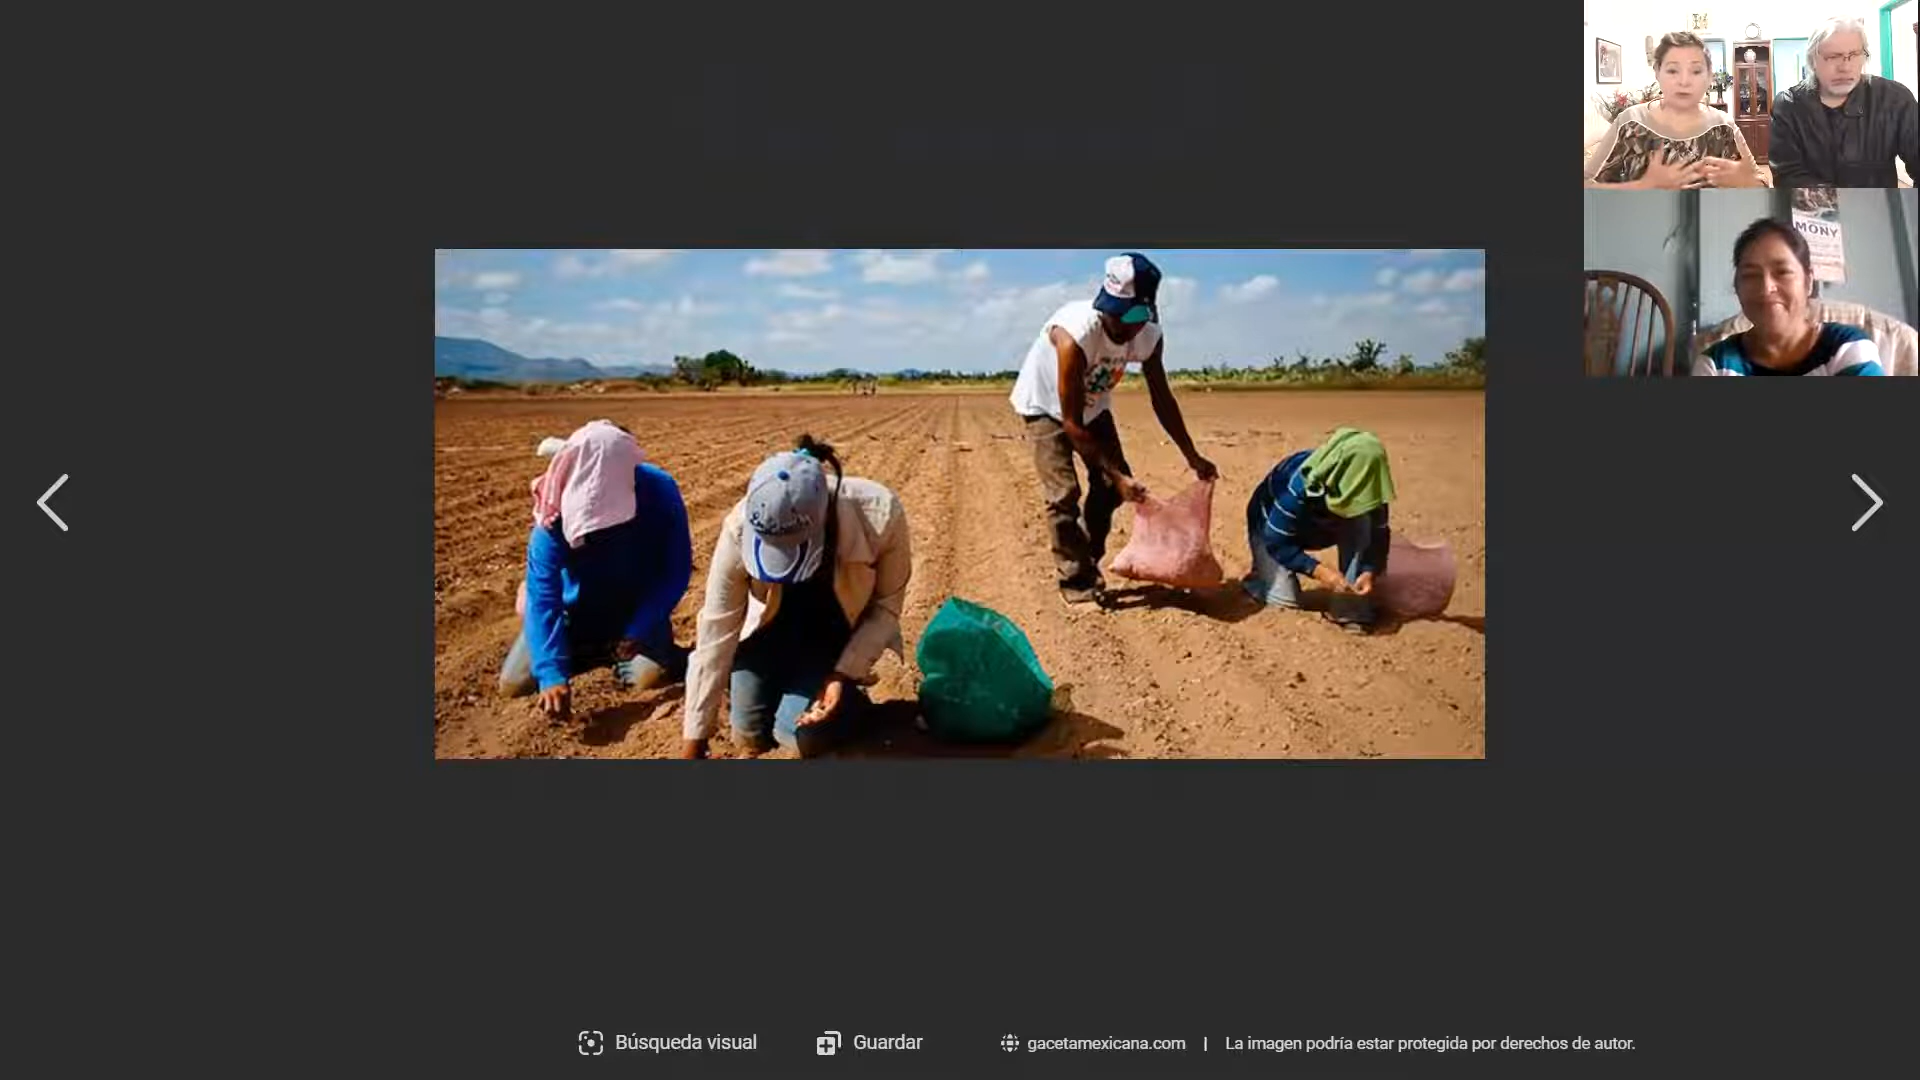 MONY
Búsqueda visual
Guardar
gacetamexicana.com | La imagen podría estar protegida por derechos de autor.